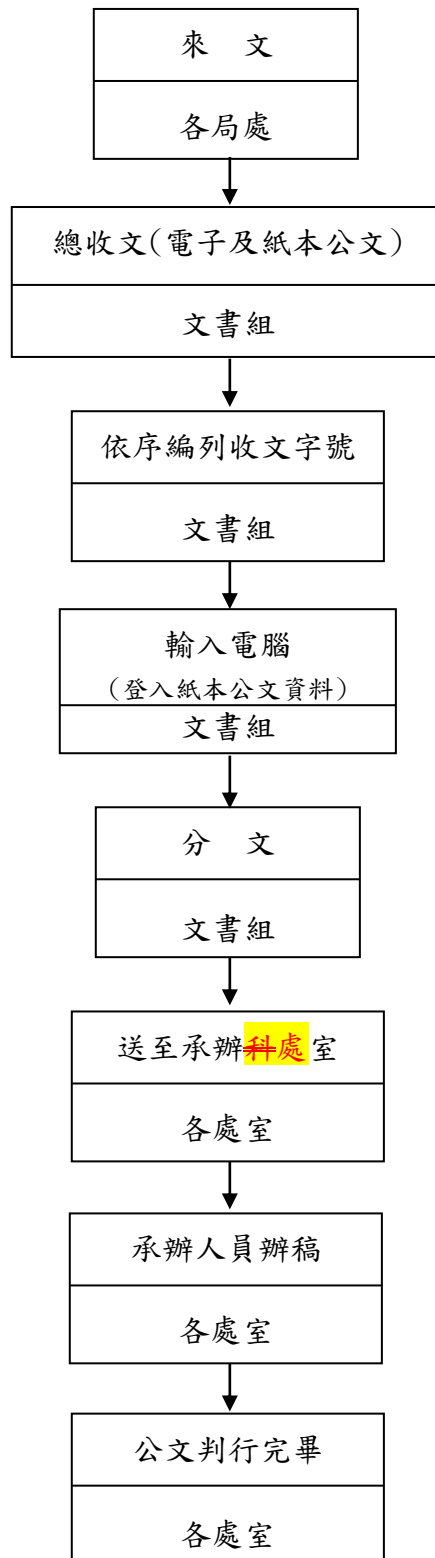 來　文
各局處
總收文(電子及紙本公文)
文書組
依序編列收文字號
文書組
輸入電腦
(登入紙本公文資料)
文書組
分　文
文書組
送至承辦科處室
各處室
承辦人員辦稿
各處室
公文判行完畢
各處室